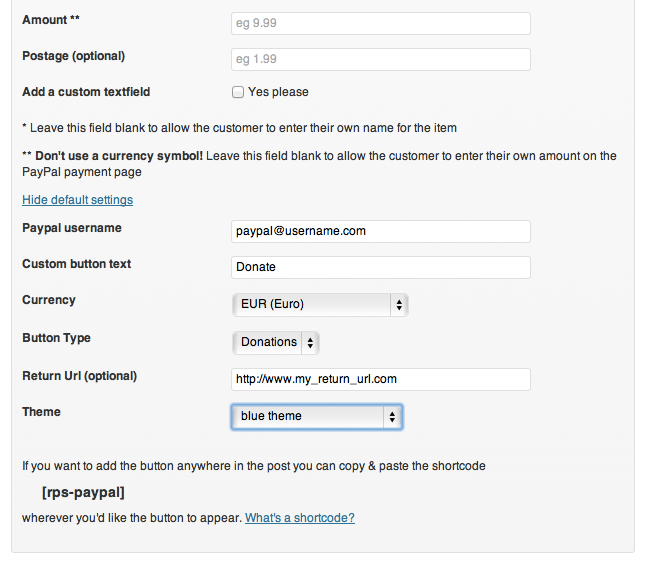 Amount **
eg 9.99
Postage (optional)
eg 1.99
Add a custom textfield
Yes please
* Leave this field blank to allow the customer to enter their own name for the item
** Don't use a currency symbol! Leave this field blank to allow the customer to enter their own amount on the
PayPal payment page
Hide default settings
Paypal username
paypal@username.com
Custom button text
Donate
Currency
EUR (Euro)
Button Type
Donations
Return Url (optional)
http://www.my_return_url.com
Theme
blue theme
If you want to add the button anywhere in the post you can copy & paste the shortcode
[rps-paypal]
wherever you'd like the button to appear. What's a shortcode?